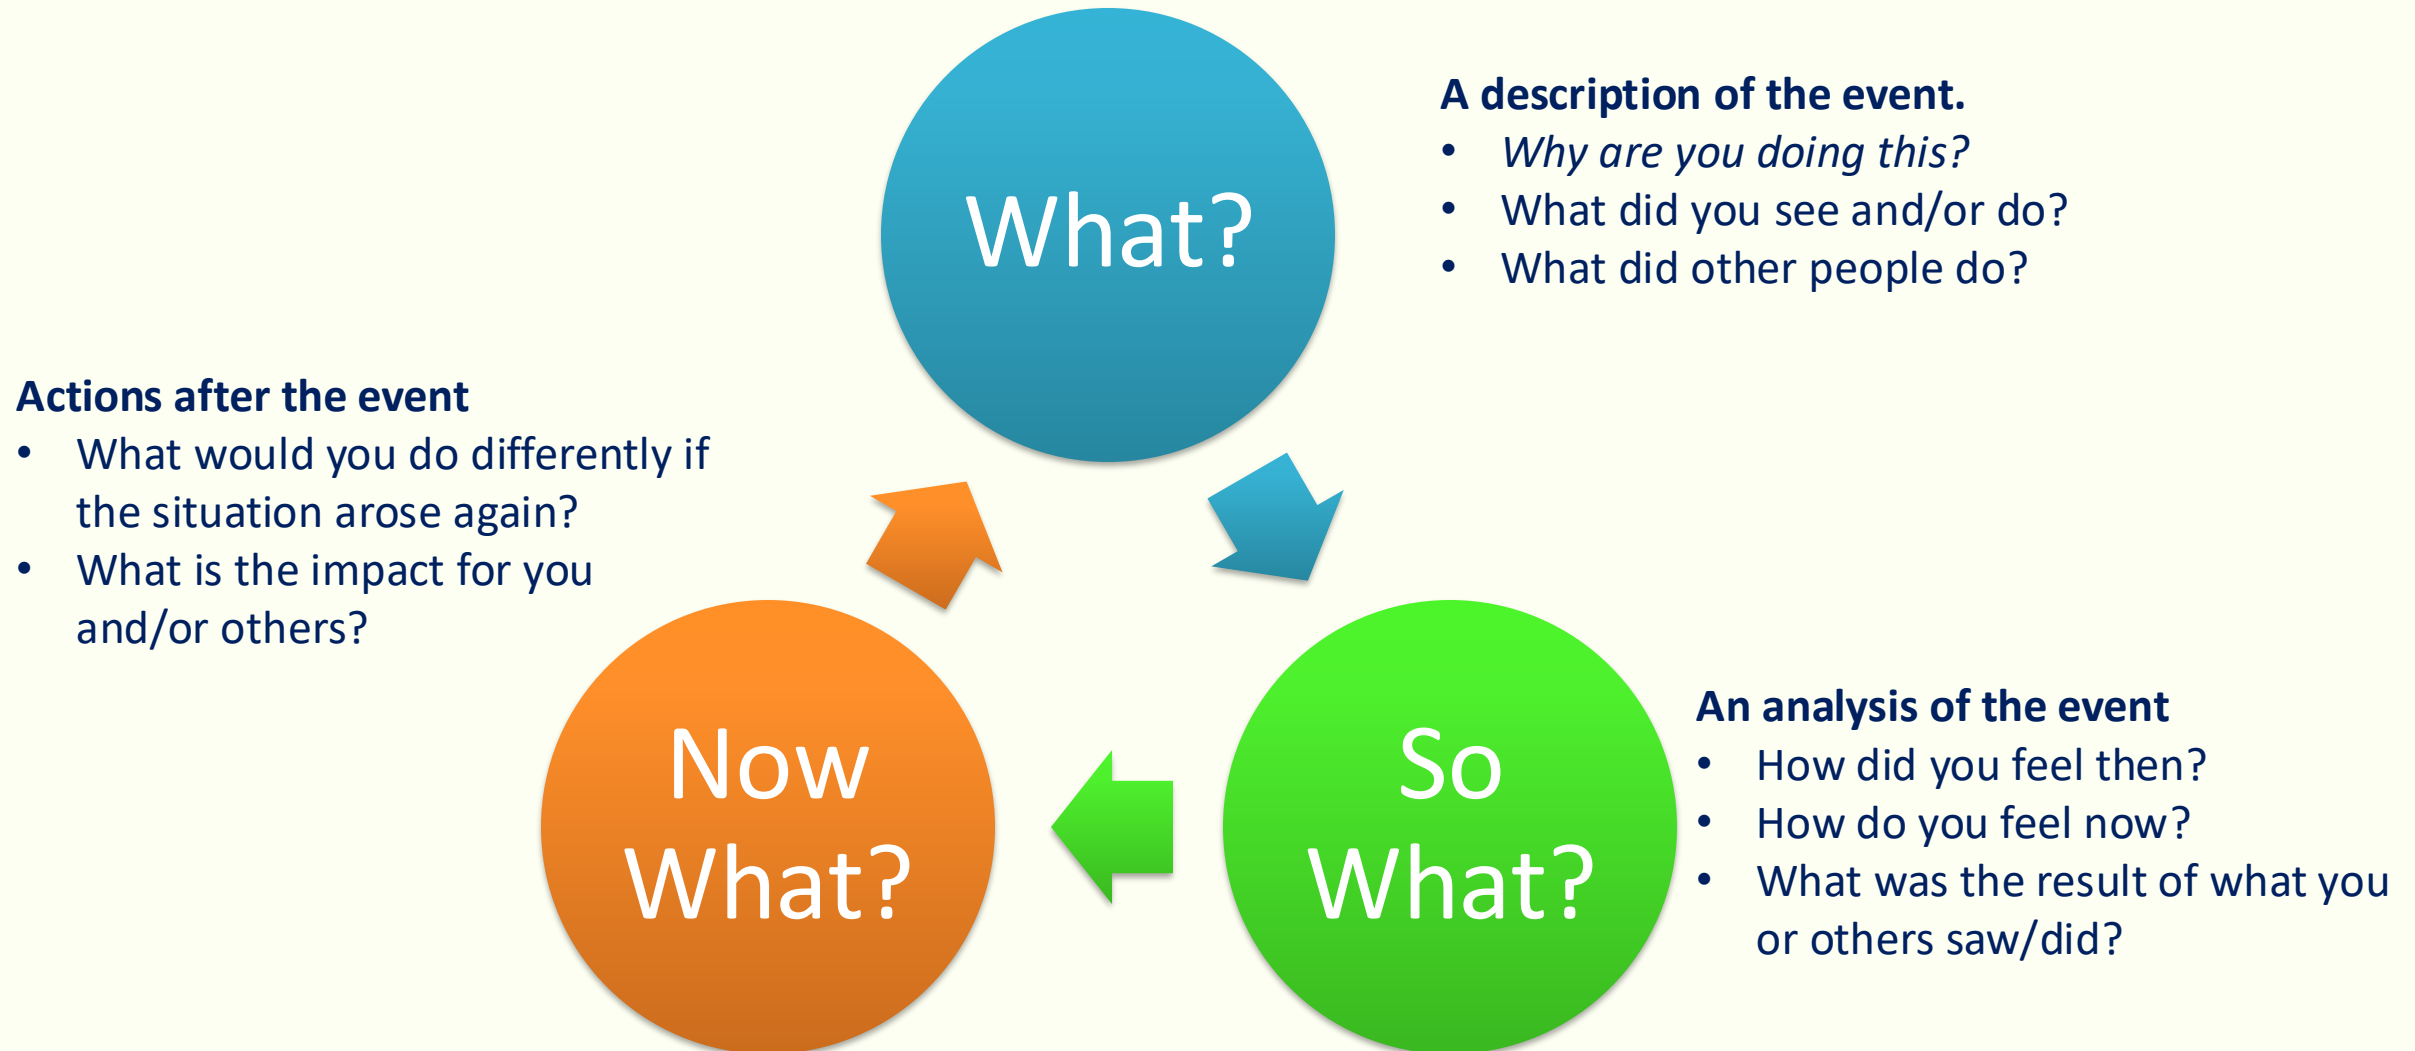 What?
A description of the event.
• Why are you doing this?
• What did you see and/or do?
• What did other people do?
So
What?
An analysis of the event
• How did you feel then?
• How do you feel now?
• What was the result of what you
or others saw/did?
Now
What?
Actions after the event
• What would you do differently if
the situation arose again?
• What is the impact for you
and/or others?